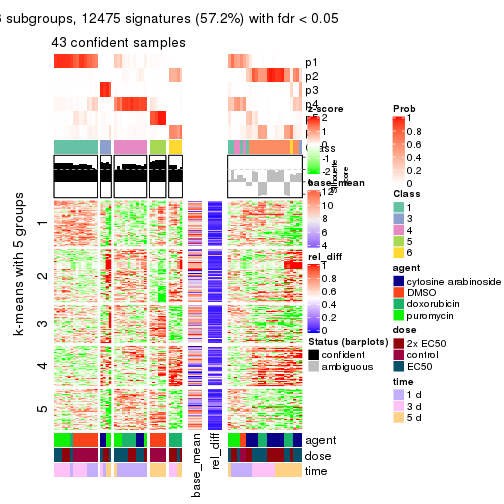 subgroups, 12475 signatures (57.2%) with fdr < 0.05
43 confident samples
p1
p2
p3
p4
p5
z-score
2
1
0
-1
-2
base_mean
12
10
8
6
4
rel_diff
1
0.8
0.6
0.4
0.2
0
Status (barplots)
confident
ambiguous
Prob
1
0.8
0.6
0.4
0.2
0
Class
1
3
4
5
6
agent
cytosine arabinoside
DMSO
doxorubicin
puromycin
dose
2x EC50
control
EC50
time
1 d
3 d
5 d
k-means with 5 groups
1
2
3
4
5
agent
dose
time
base_mean
rel_diff